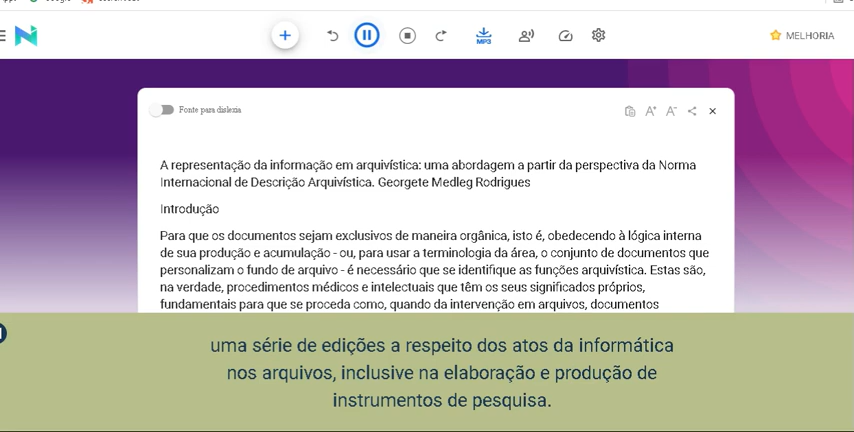 Google
MP3
MELHORIA
Fonte para dislexia
A representação da informação em arquivística: uma abordagem a partir da perspectiva da Norma
Internacional de Descrição Arquivística. Georgete Medleg Rodrigues
Introdução
Para que os documentos sejam exclusivos de maneira orgânica, isto é, obedecendo à lógica interna
de sua produção e acumulação - ou, para usar a terminologia da área, o conjunto de documentos que
personalizam o fundo de arquivo - é necessário que se identifique as funções arquivística. Estas são,
na verdade, procedimentos médicos e intelectuais que têm os seus significados próprios,
fundamentais para que se proceda como, quando da intervenção em arquivos, documentos
uma série de edições a respeito dos atos da informática
nos arquivos, inclusive na elaboração e produção de
instrumentos de pesquisa.